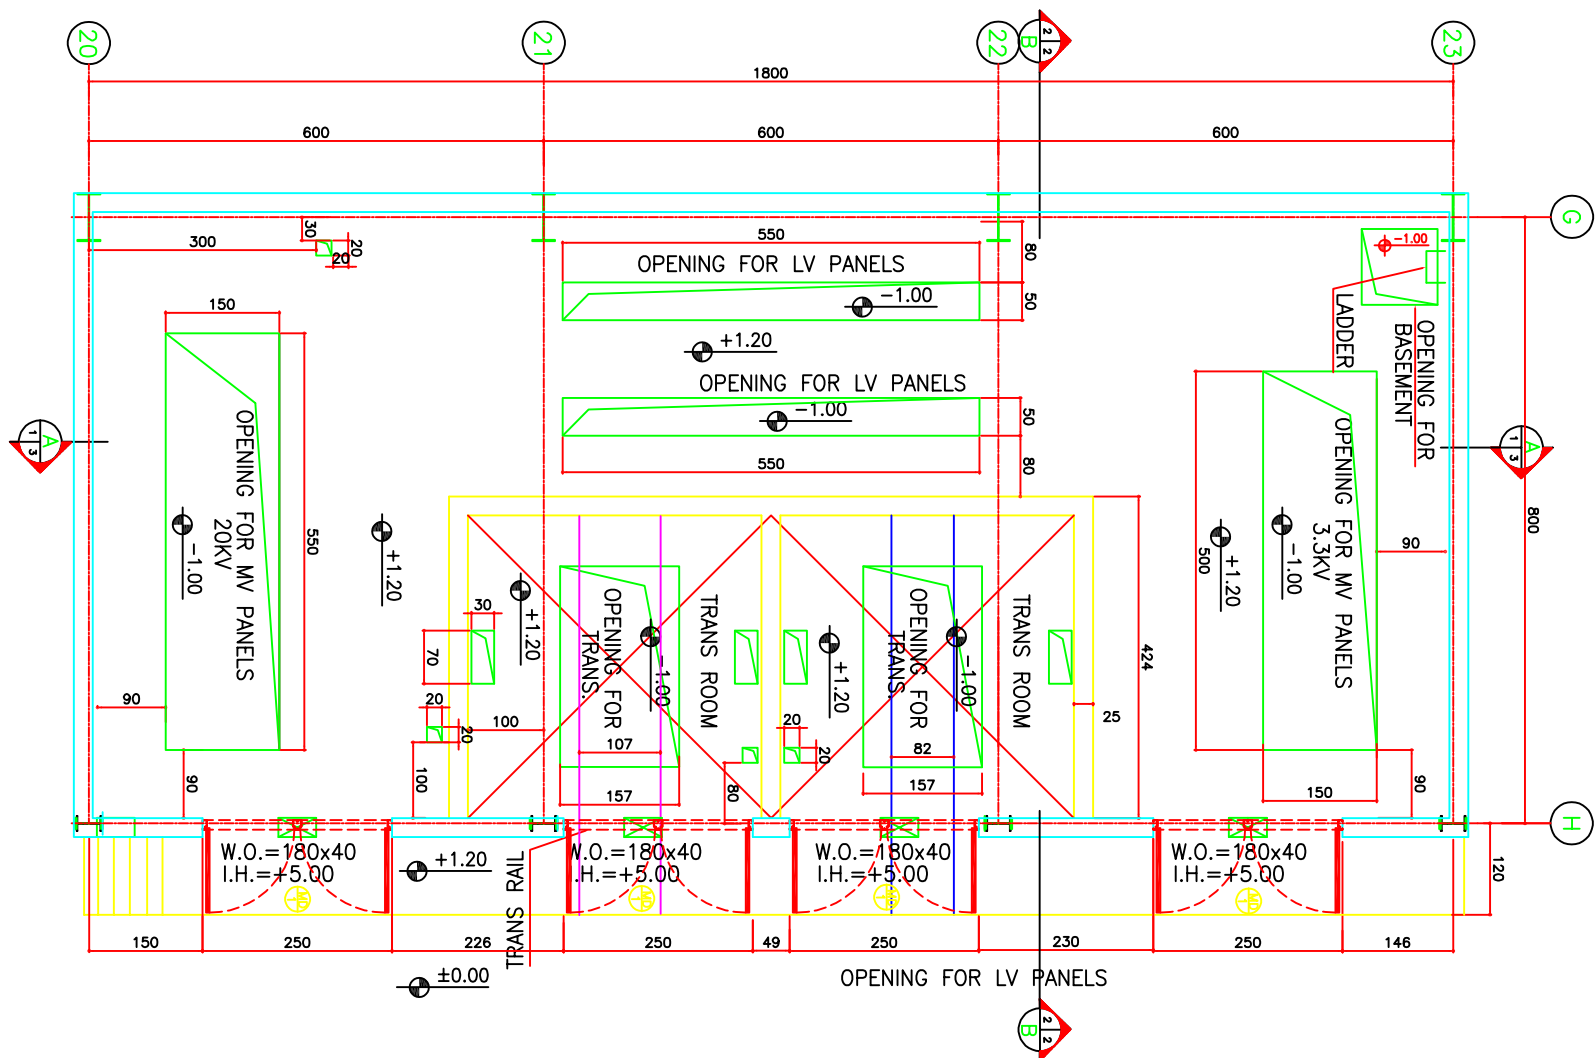 20
21
22
B
2
2
23
1800
600
600
600
G
30
300
20
20
550
80
-1.00
OPENING FOR LV PANELS
50
-1.00
LADDER
OPENING FOR
BASEMENT
150
+1.20
OPENING FOR LV PANELS
50
-1.00
550
80
A
1
3
A
1
3
800
OPENING FOR MV PANELS
20KV
550
-1.00
+1.20
OPENING FOR MV PANELS
3.3KV
-1.00
+1.20
500
90
30
70
+1.20
OPENING FOR
TRANS.
-1.00
TRANS ROOM
+1.20
OPENING FOR
TRANS.
-1.00
TRANS ROOM
424
25
90
20
20
100
100
107
157
80
20
20
82
157
90
150
90
H
W.O.=180x40
I.H.=+5.00
+1.20
TRANS RAIL
W.O.=180x40
I.H.=+5.00
W.O.=180x40
I.H.=+5.00
W.O.=180x40
I.H.=+5.00
120
150
250
226
250
49
250
230
250
146
±0.00
OPENING FOR LV PANELS
B
2
2